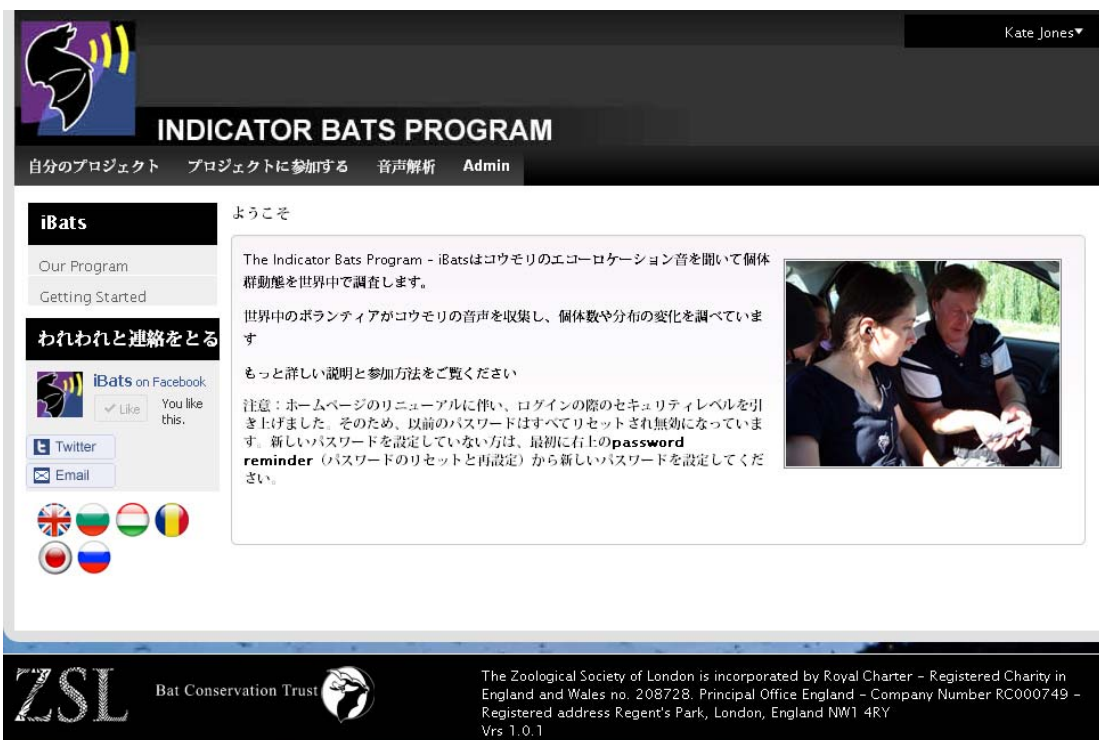 Kate Jones▾
INDICATOR BATS PROGRAM
自分のプロジェクト プロジェクトに参加する 音声解析 Admin
iBats
Our Program
Getting Started
われわれと連絡をとる
iBats on Facebook
Like
You like
this.
Twitter
Email
ようこそ
The Indicator Bats Program – iBatsはコウモリのエコーロケーション音を聞いて個体
群動態を世界中で調査します。
世界中のボランティアがコウモリの音声を収集し、個体数や分布の変化を調べていま
す
もっと詳しい説明と参加方法をご覧ください
注意：ホームページのリニューアルに伴い、ログインの際のセキュリティレベルを引
き上げました。そのため、以前のパスワードはすべてリセットされ無効になっていま
す。新しいパスワードを設定していない方は、最初に右上のpassword
reminder（パスワードのリセットと再設定）から新しいパスワードを設定してくだ
さい。
ZSL
Bat Conservation Trust
The Zoological Society of London is incorporated by Royal Charter – Registered Charity in
England and Wales no. 208728. Principal Office England – Company Number RC000749 –
Registered address Regent's Park, London, England NW1 4RY
Vrs 1.0.1